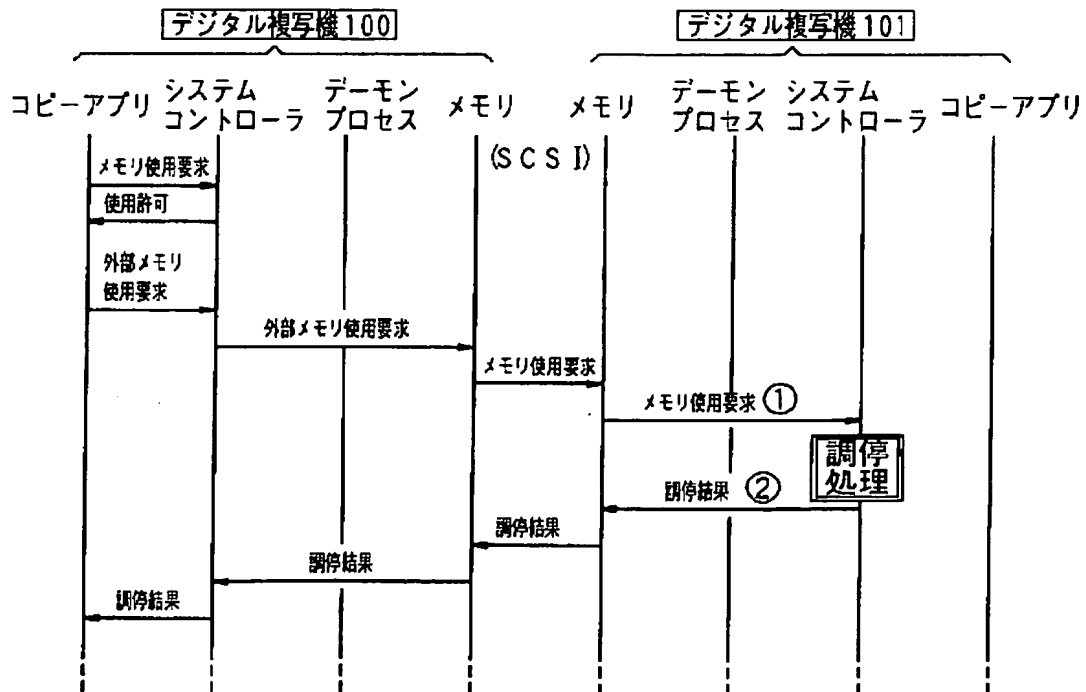 デジタル複写機100
デジタル複写機101
コピーアプリ
システム
コントローラ
デーモン
プロセス
メモリ
(SCSI)
メモリ
デーモン
プロセス
システム
コントローラ
コピーアプリ
メモリ使用要求
使用許可
外部メモリ
使用要求
外部メモリ使用要求
メモリ使用要求
メモリ使用要求 ①
調停
処理
調停結果 ②
調停結果
調停結果
調停結果